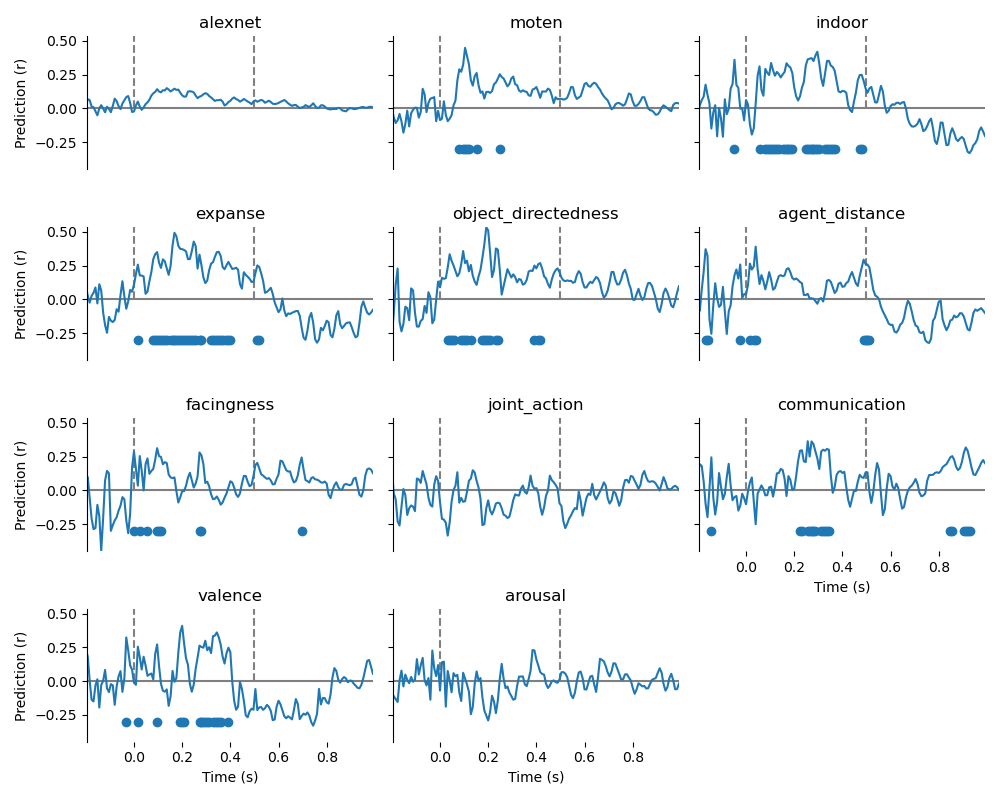 alexnet moten indoor
Prediction (r) 0.50 0.25 0.00 −0.25
expanse object_directedness agent_distance
Prediction (r) 0.50 0.25 0.00 −0.25
facingness joint_action communication
Prediction (r) 0.50 0.25 0.00 −0.25
0.0 0.2 0.4 0.6 0.8
Time (s)
valence arousal
Prediction (r) 0.50 0.25 0.00 −0.25
0.0 0.2 0.4 0.6 0.8 0.0 0.2 0.4 0.6 0.8
Time (s) Time (s)